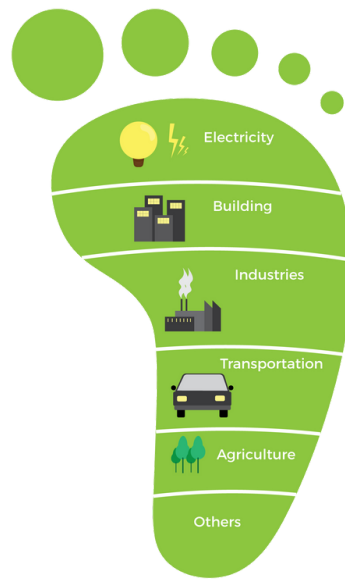 Electricity
Building
Industries
Transportation
Agriculture
Others